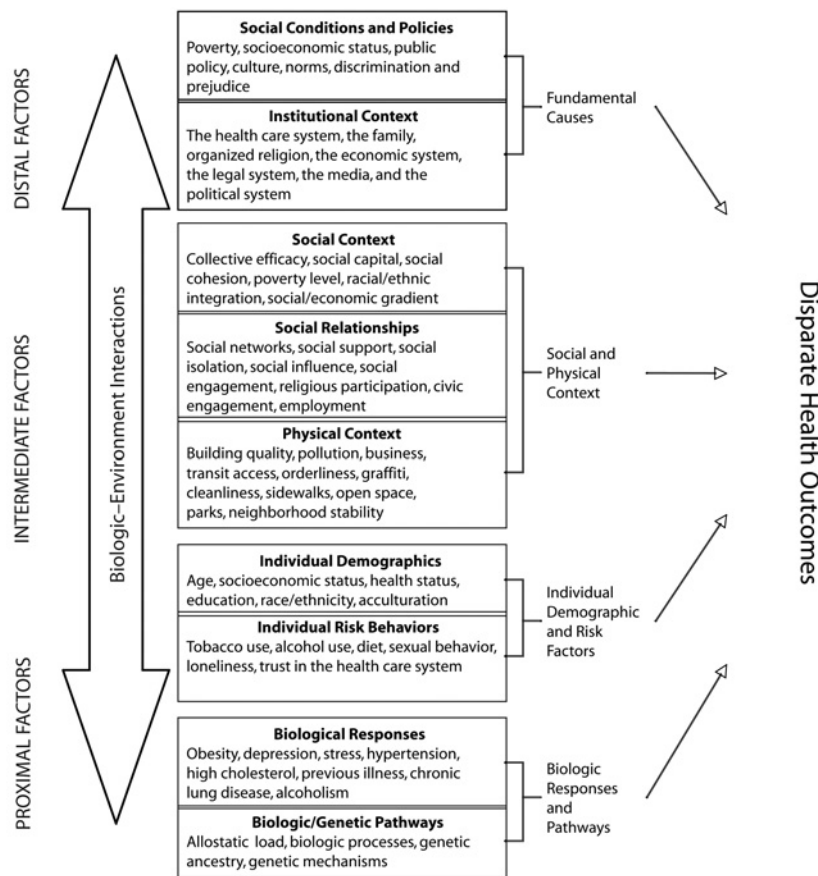 Social Conditions and Policies
Poverty, socioeconomic status, public
policy, culture, norms, discrimination and
prejudice
Institutional Context
The health care system, the family,
organized religion, the economic system,
the legal system, the media, and the
political system
Social Context
Collective efficacy, social capital, social
cohesion, poverty level, racial/ethnic
integration, social/economic gradient
Social Relationships
Social networks, social support, social
isolation, social influence, social
engagement, religious participation, civic
engagement, employment
Physical Context
Building quality, pollution, business,
transit access, orderliness, graffiti,
cleanliness, sidewalks, open space,
parks, neighborhood stability
Individual Demographics
Age, socioeconomic status, health status,
education, race/ethnicity, acculturation
Individual Risk Behaviors
Tobacco use, alcohol use, diet, sexual behavior,
loneliness, trust in the health care system
Biological Responses
Obesity, depression, stress, hypertension,
high cholesterol, previous illness, chronic
lung disease, alcoholism
Biologic/Genetic Pathways
Allostatic load, biologic processes, genetic
ancestry, genetic mechanisms
DISTAL FACTORS
INTERMEDIATE FACTORS
PROXIMAL FACTORS
Biologic–Environment Interactions
Fundamental
Causes
Social and
Physical
Context
Individual
Demographic
and Risk
Factors
Biologic
Responses
and
Pathways
Disparate Health Outcomes